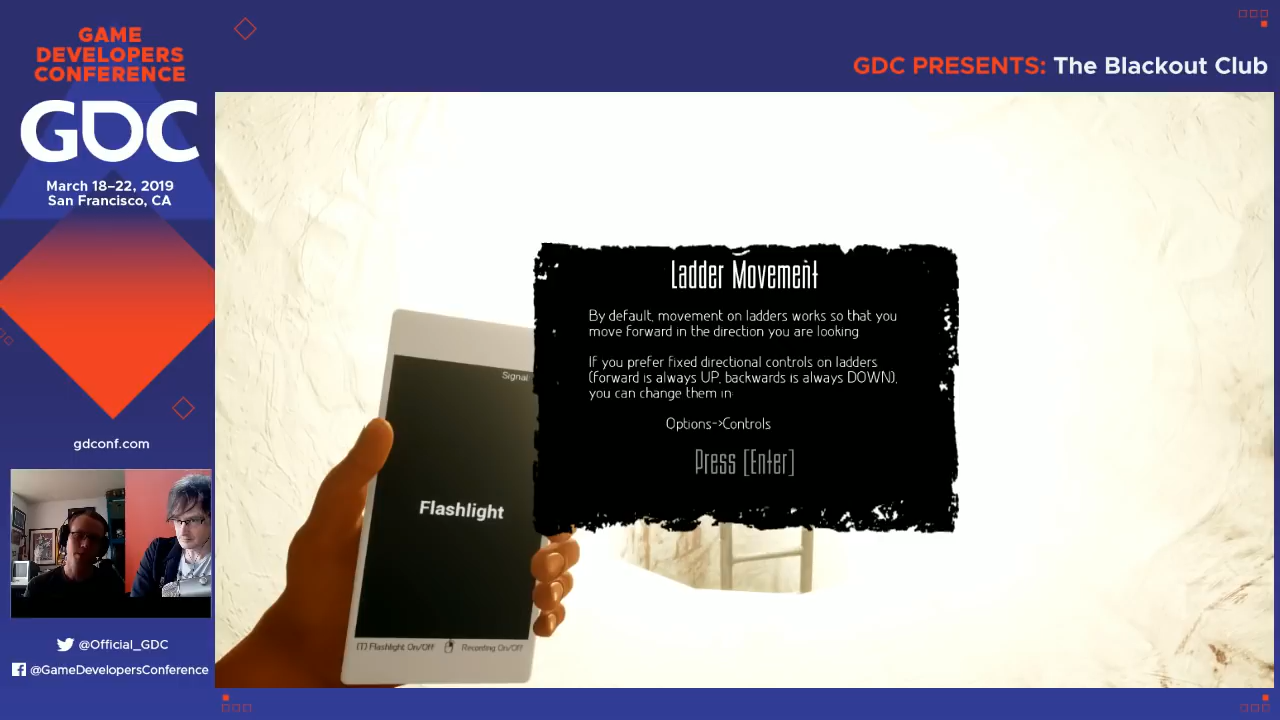 GAME
DEVELOPERS
CONFERENCE
GDC
March 18–22, 2019
San Francisco, CA
gdconf.com
@Official_GDC
@GameDevelopersConference
GDC PRESENTS: The Blackout Club
Ladder Movement
By default, movement on ladders works so that you
move forward in the direction you are looking
If you prefer fixed directional controls on ladders
(forward is always UP, backwards is always DOWN),
you can change them in:
Options->Controls
Press [Enter]
Signal
Flashlight
(T) Flashlight On/Off
Recording On/Off